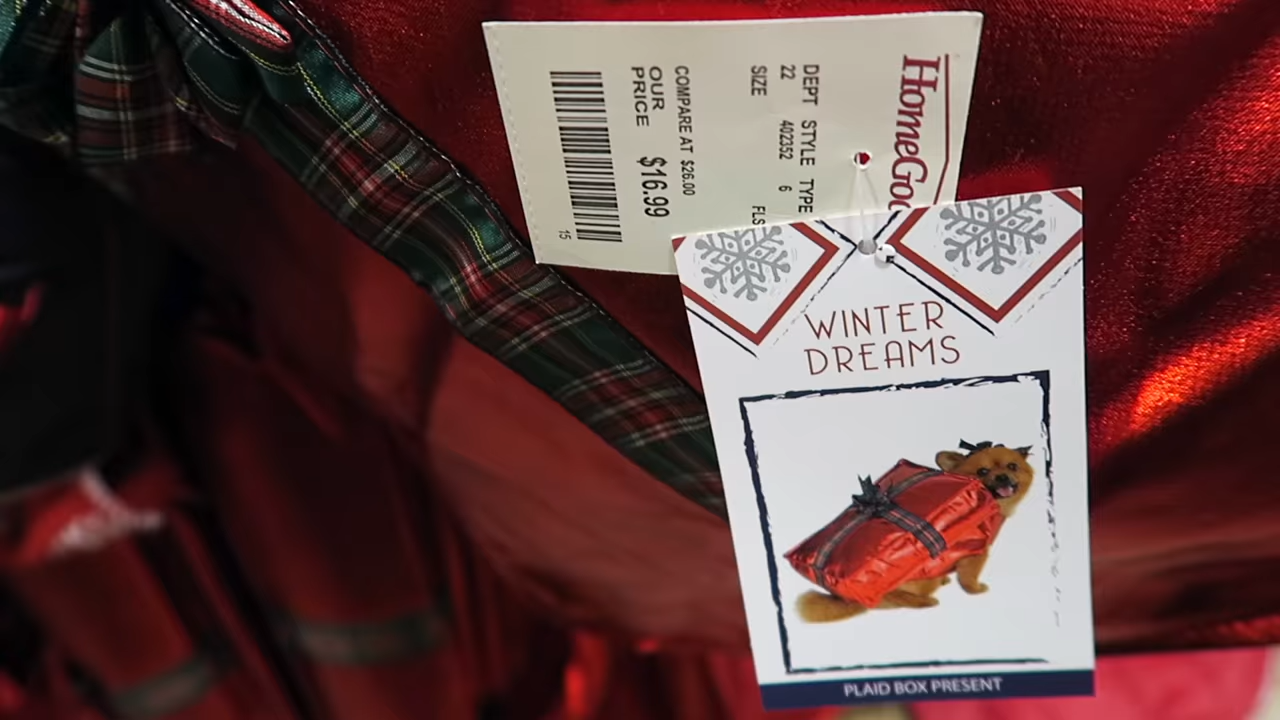 HomeGoo
DEPT STYLE TYPE
22 402352 6
SIZE FLS
COMPARE AT $26.00
OUR
PRICE $16.99
15
WINTER
DREAMS
PLAID BOX PRESENT